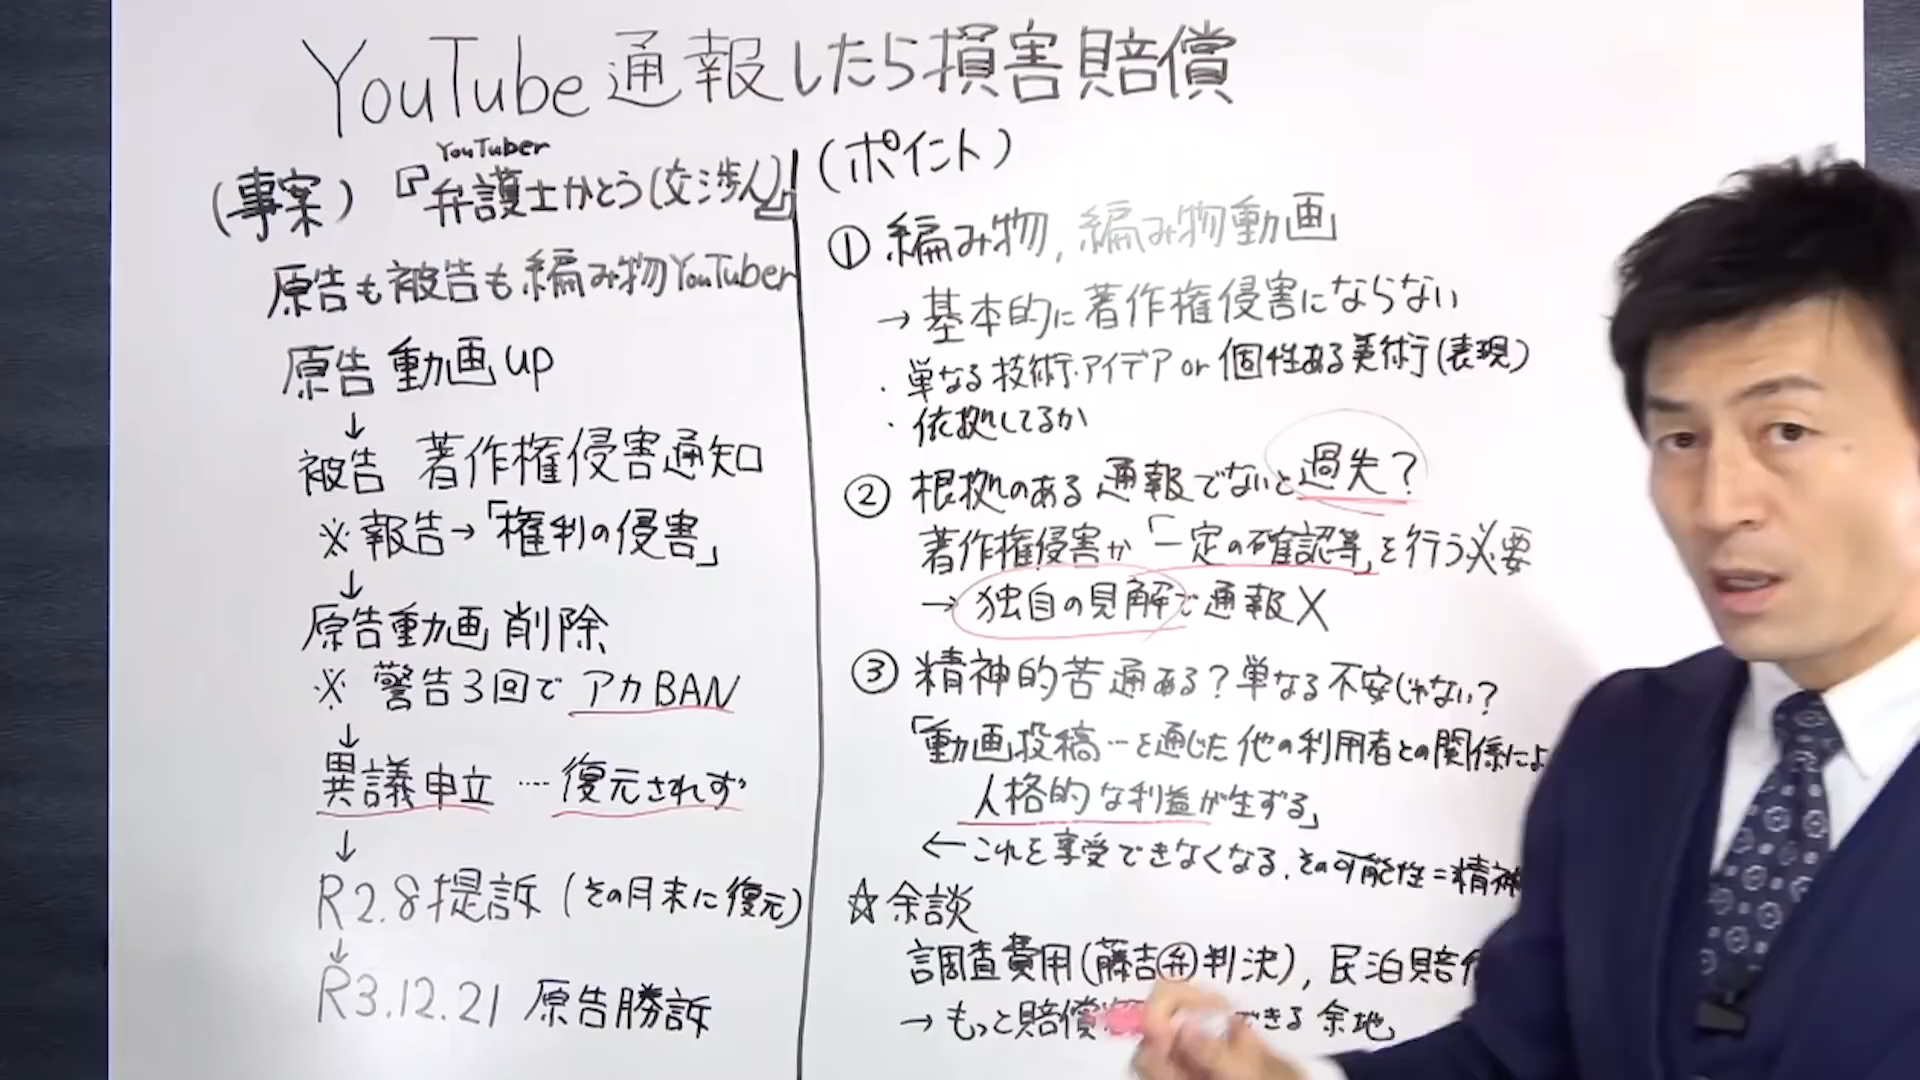 YouTube通報したら損害賠償
(事案)
YouTuber
『弁護士かとう(交渉人)』
原告も被告も編み物YouTuber
原告 動画up
↓
被告 著作権侵害通知
※報告→「権利の侵害」
↓
原告動画削除
※ 警告3回でアカBAN
↓
異議申立 …… 復元されず
↓
R2.8提訴(その月末に復元)
↓
R3.12.21 原告勝訴
(ポイント)
① 編み物,編み物動画
→基本的に著作権侵害にならない
・単なる技術・アイデア or 個性ある美術(表現)
・依拠してるか
② 根拠のある通報でないと過失?
著作権侵害か「一定の確認等」を行う必要
→独自の見解で通報X
③ 精神的苦通ある?単なる不安じゃない?
「動画投稿…を通じた他の利用者との関係によ
人格的な利益が生ずる」
←これを享受できなくなる.その可能性=精神
☆余談
調査費用(藤吉弁判決),民泊賠
→もっと賠償 できる余地